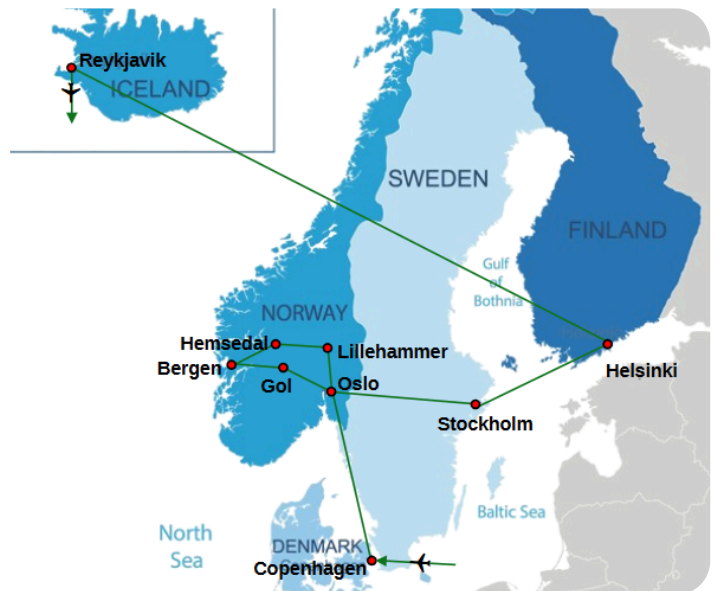 Reykjavik
ICELAND
SWEDEN
FINLAND
Gulf
of
Bothnia
NORWAY
Hemsedal
Lillehammer
Bergen
Gol
Oslo
Helsinki
Stockholm
North
Sea
Baltic Sea
DENMARK
Copenhagen